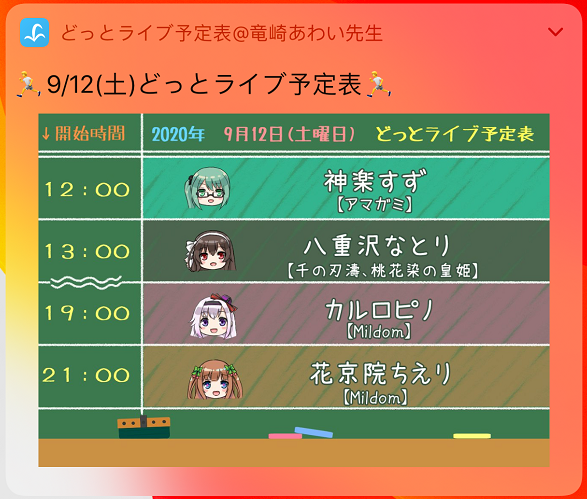 どっとライブ予定表@竜崎あわい先生
9/12(土)どっとライブ予定表
↓開始時間 2020年 9月12日(土曜日) どっとライブ予定表
12:00 神楽すず
【アマガミ】
13:00 八重沢なとり
【千の刃濤、桃花染の皇姫】
19:00 カルロピノ
【Mildom】
21:00 花京院ちえり
【Mildom】